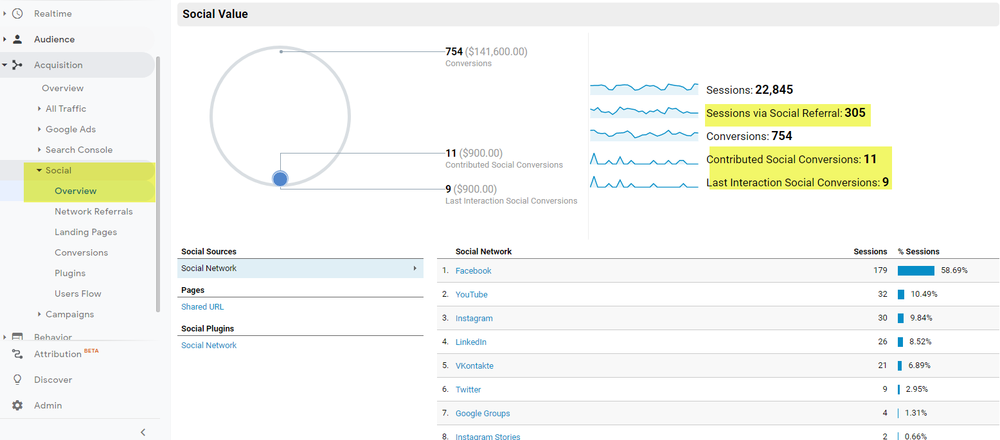 Realtime
Audience
Acquisition
Overview
All Traffic
Google Ads
Search Console
Social
Overview
Network Referrals
Landing Pages
Conversions
Plugins
Users Flow
Campaigns
Behavior
Attribution BETA
Discover
Admin
Social Value
754 ($141,600.00)
Conversions
11 ($900.00)
Contributed Social Conversions
9 ($900.00)
Last Interaction Social Conversions
Sessions: 22,845
Sessions via Social Referral: 305
Conversions: 754
Contributed Social Conversions: 11
Last Interaction Social Conversions: 9
Social Sources
Social Network
Pages
Shared URL
Social Plugins
Social Network
Social Network Sessions % Sessions
1. Facebook 179 58.69%
2. YouTube 32 10.49%
3. Instagram 30 9.84%
4. LinkedIn 26 8.52%
5. VKontakte 21 6.89%
6. Twitter 9 2.95%
7. Google Groups 4 1.31%
8. Instagram Stories 2 0.66%